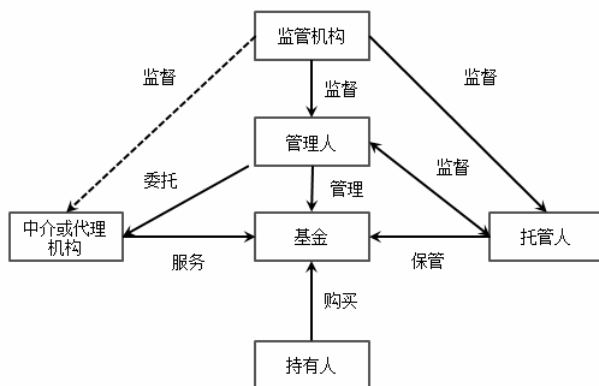 监管机构
监督
监督
监督
管理人
委托
管理
监督
中介或代理
机构
基金
托管人
服务
保管
购买
持有人